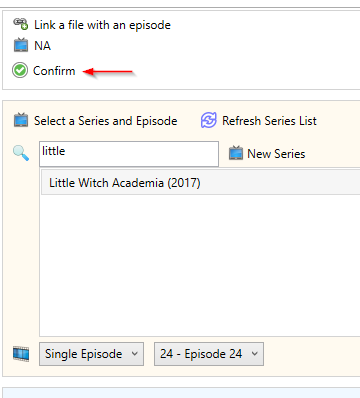 Link a file with an episode
NA
Confirm
Select a Series and Episode Refresh Series List
little New Series
Little Witch Academia (2017)
Single Episode 24 - Episode 24